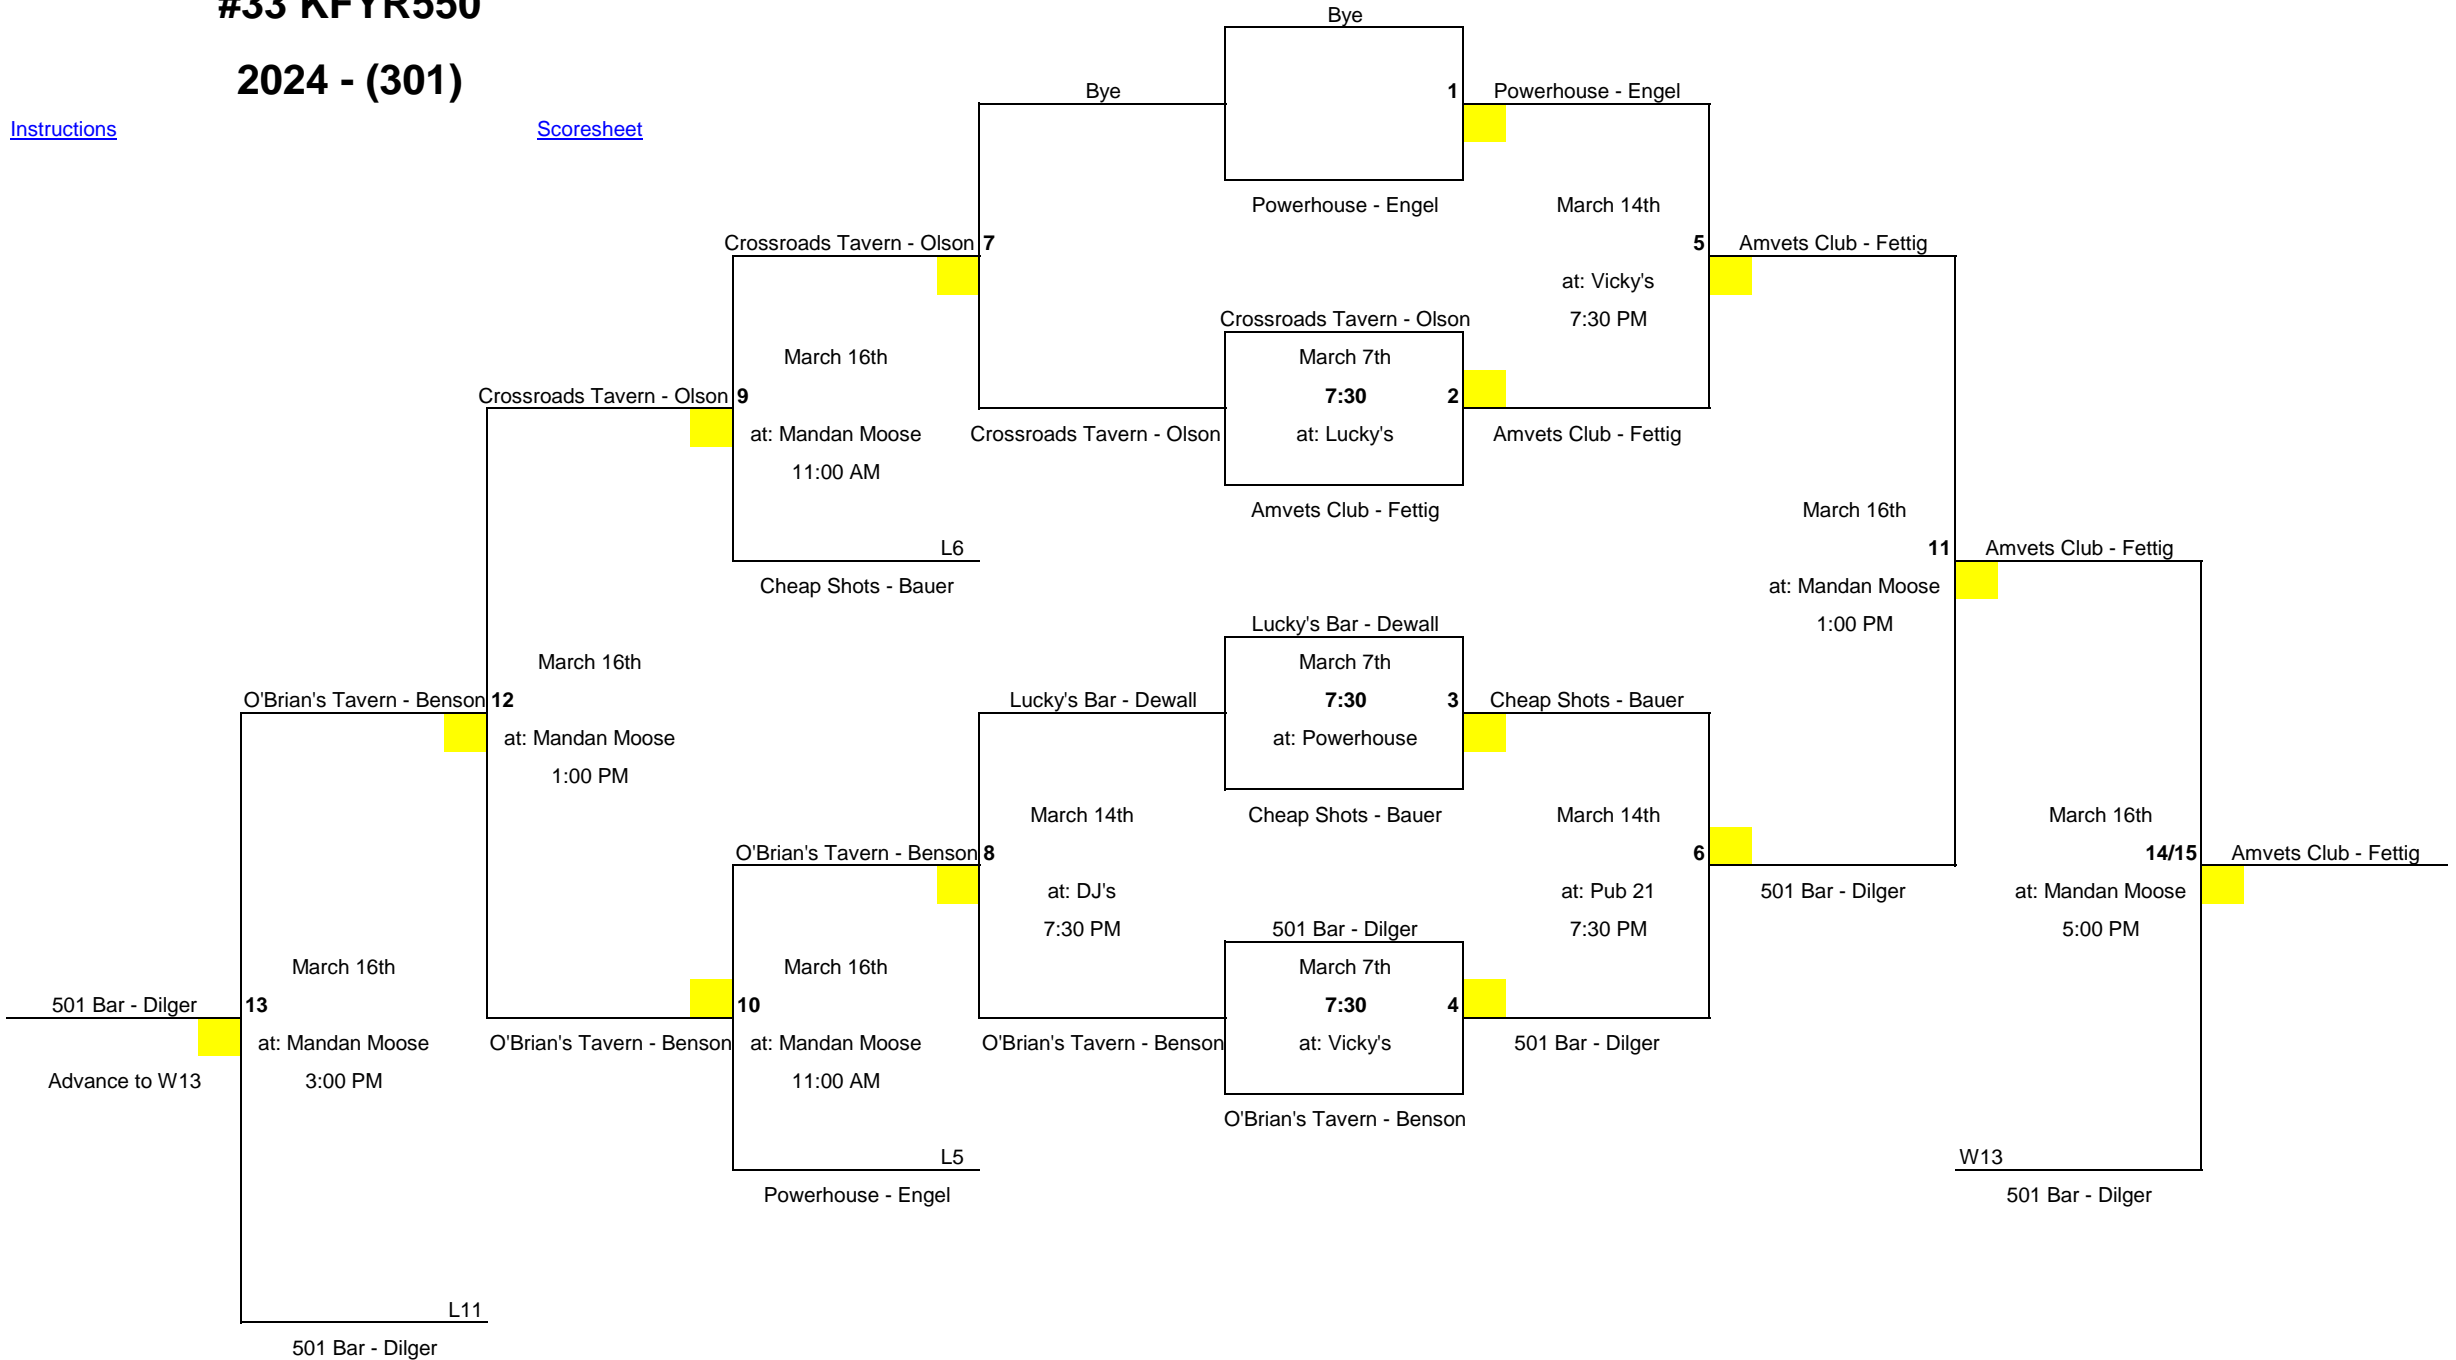 #33 KFYR550
2024 - (301)
Instructions
Scoresheet
Bye
Bye
1
Powerhouse - Engel
Powerhouse - Engel
March 14th
Crossroads Tavern - Olson
7
5
Amvets Club - Fettig
at: Vicky's
Crossroads Tavern - Olson
7:30 PM
March 16th
March 7th
Crossroads Tavern - Olson
9
7:30
2
at: Mandan Moose
Crossroads Tavern - Olson
at: Lucky's
Amvets Club - Fettig
11:00 AM
Amvets Club - Fettig
March 16th
L6
11
Amvets Club - Fettig
Cheap Shots - Bauer
at: Mandan Moose
Lucky's Bar - Dewall
1:00 PM
March 16th
March 7th
O'Brian's Tavern - Benson
12
Lucky's Bar - Dewall
7:30
3
Cheap Shots - Bauer
at: Mandan Moose
at: Powerhouse
1:00 PM
March 14th
Cheap Shots - Bauer
March 14th
March 16th
O'Brian's Tavern - Benson
8
6
14/15
Amvets Club - Fettig
at: DJ's
at: Pub 21
501 Bar - Dilger
at: Mandan Moose
7:30 PM
501 Bar - Dilger
7:30 PM
5:00 PM
March 16th
March 16th
March 7th
501 Bar - Dilger
13
10
7:30
4
at: Mandan Moose
O'Brian's Tavern - Benson
at: Mandan Moose
O'Brian's Tavern - Benson
at: Vicky's
501 Bar - Dilger
Advance to W13
3:00 PM
11:00 AM
O'Brian's Tavern - Benson
L5
W13
Powerhouse - Engel
501 Bar - Dilger
L11
501 Bar - Dilger